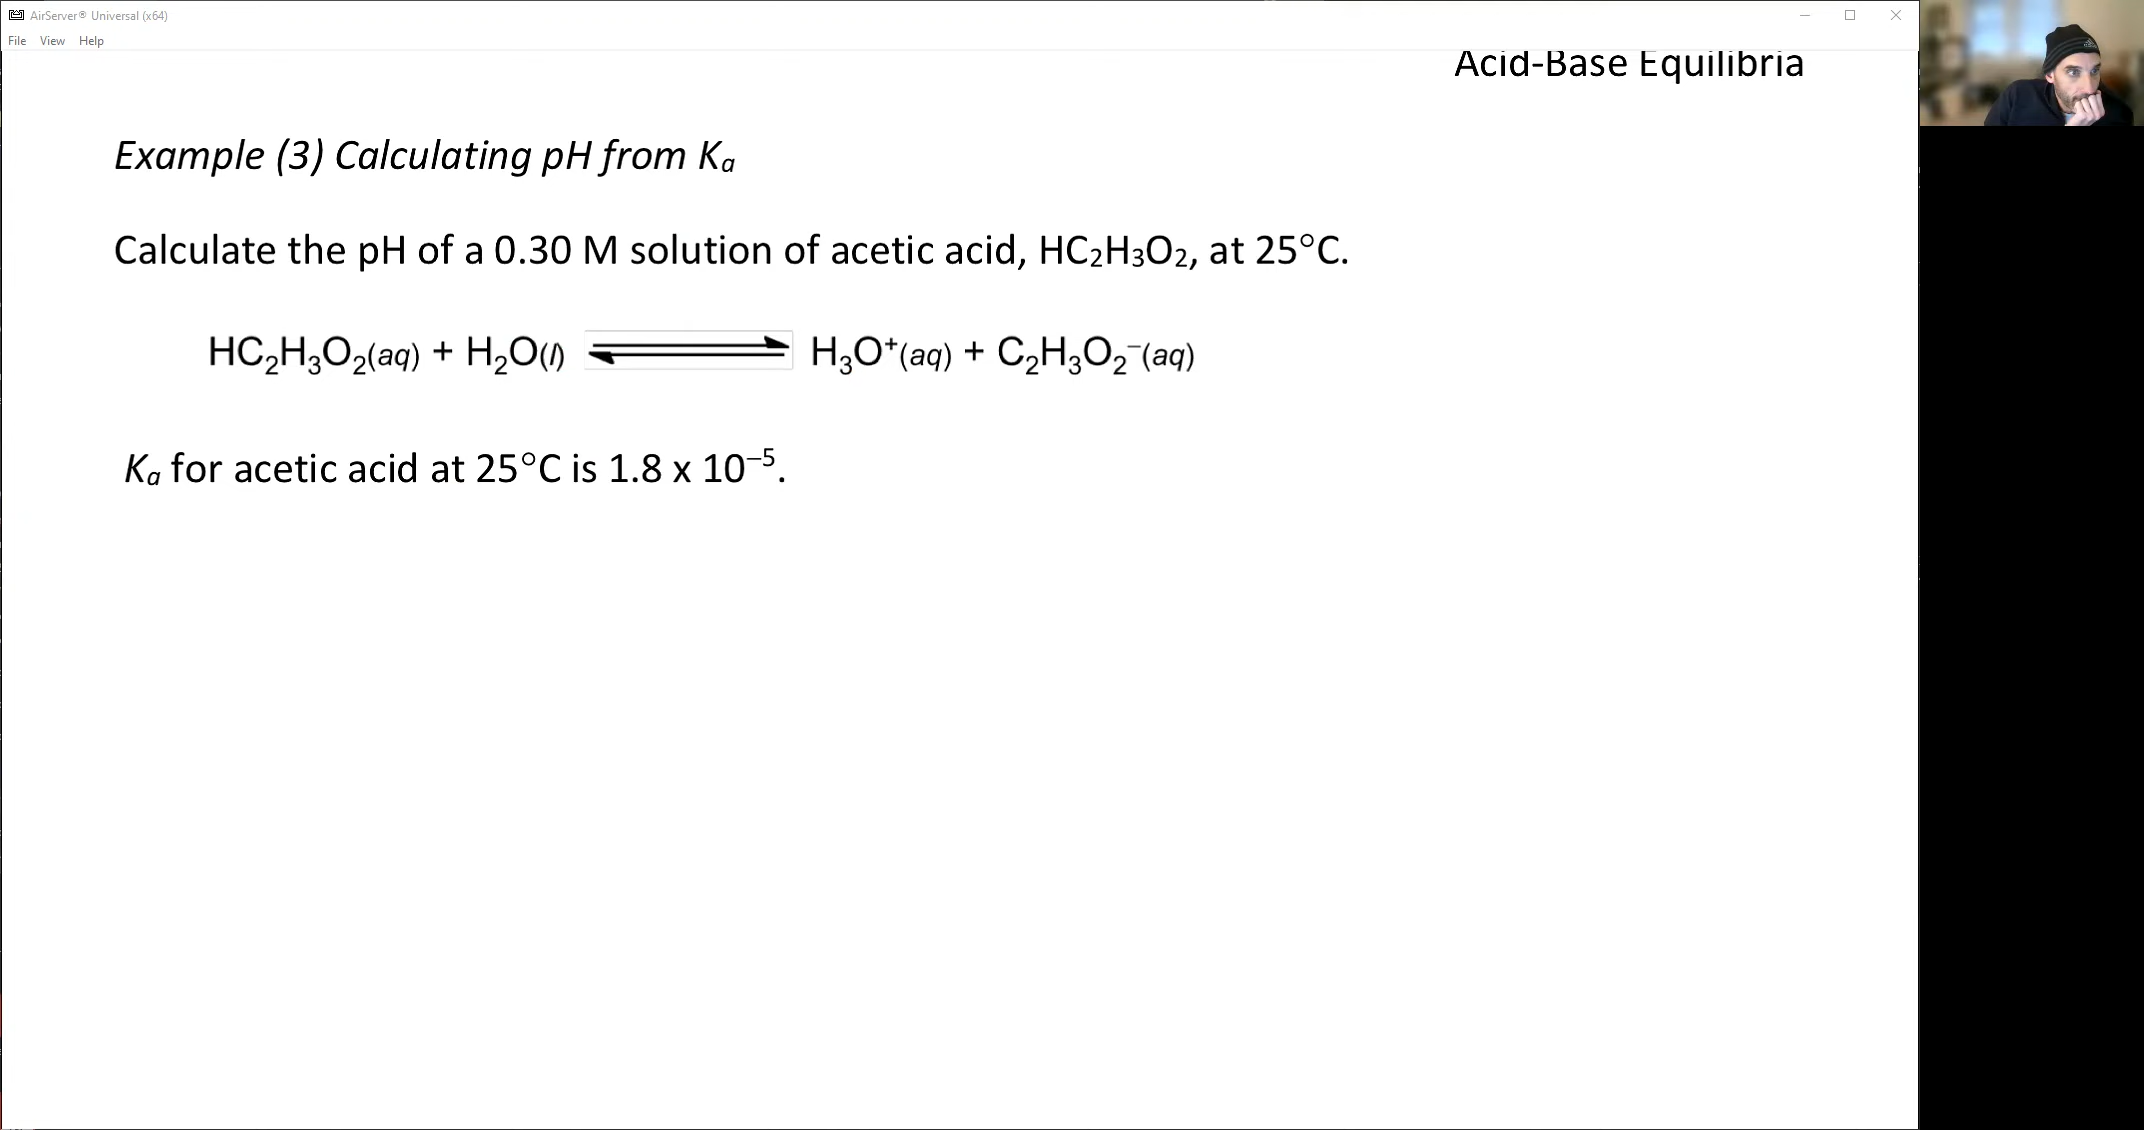 AirServer® Universal (x64)
File View Help
Acid-Base Equilibria
Example (3) Calculating pH from Kₐ
Calculate the pH of a 0.30 M solution of acetic acid, HC₂H₃O₂, at 25°C.
HC₂H₃O₂(aq) + H₂O(l) ⇌ H₃O⁺(aq) + C₂H₃O₂⁻(aq)
Kₐ for acetic acid at 25°C is 1.8 x 10⁻⁵.